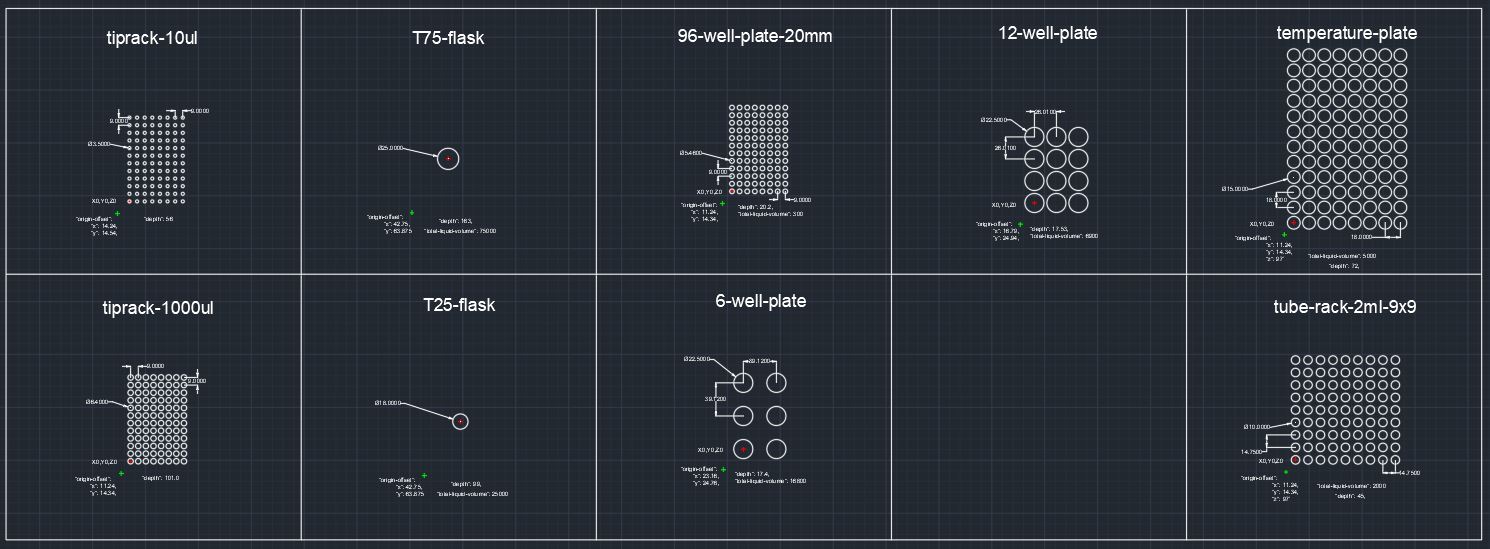 tiprack-10ul
9.0000
9.0000
Ø3.5000
X0,Y0,Z0
"origin-offset":
"x": 14.24,
"y": 14.54,
"depth": 56
T75-flask
Ø25.0000
"origin-offset":
"x": 42.75,
"y": 63.875
"depth": 163,
"total-liquid-volume": 75000
96-well-plate-20mm
Ø5.4600
9.0000
X0,Y0,Z0
9.0000
"origin-offset":
"x": 11.24,
"y": 14.34,
"depth": 20.2,
"total-liquid-volume": 300
12-well-plate
26.0100
Ø22.5000
26.0100
X0,Y0,Z0
"origin-offset":
"x": 16.79,
"y": 24.94,
"depth": 17.53,
"total-liquid-volume": 6900
temperature-plate
Ø15.0000
18.0000
X0,Y0,Z0
18.0000
"origin-offset":
"x": 11.24,
"y": 14.34,
"z": 97
"total-liquid-volume": 5000
"depth": 72,
tiprack-1000ul
9.0000
9.0000
Ø6.4000
X0,Y0,Z0
"origin-offset":
"x": 11.24,
"y": 14.34,
"depth": 101.0
T25-flask
Ø18.0000
"origin-offset":
"x": 42.75,
"y": 63.875
"depth": 99,
"total-liquid-volume": 25000
6-well-plate
Ø22.5000
39.1200
39.1200
X0,Y0,Z0
"origin-offset":
"x": 23.16,
"y": 24.76,
"depth": 17.4,
"total-liquid-volume": 16800
tube-rack-2ml-9x9
Ø10.0000
14.7500
X0,Y0,Z0
14.7500
"origin-offset":
"x": 11.24,
"y": 14.34,
"z": 97
"total-liquid-volume": 2000
"depth": 45,